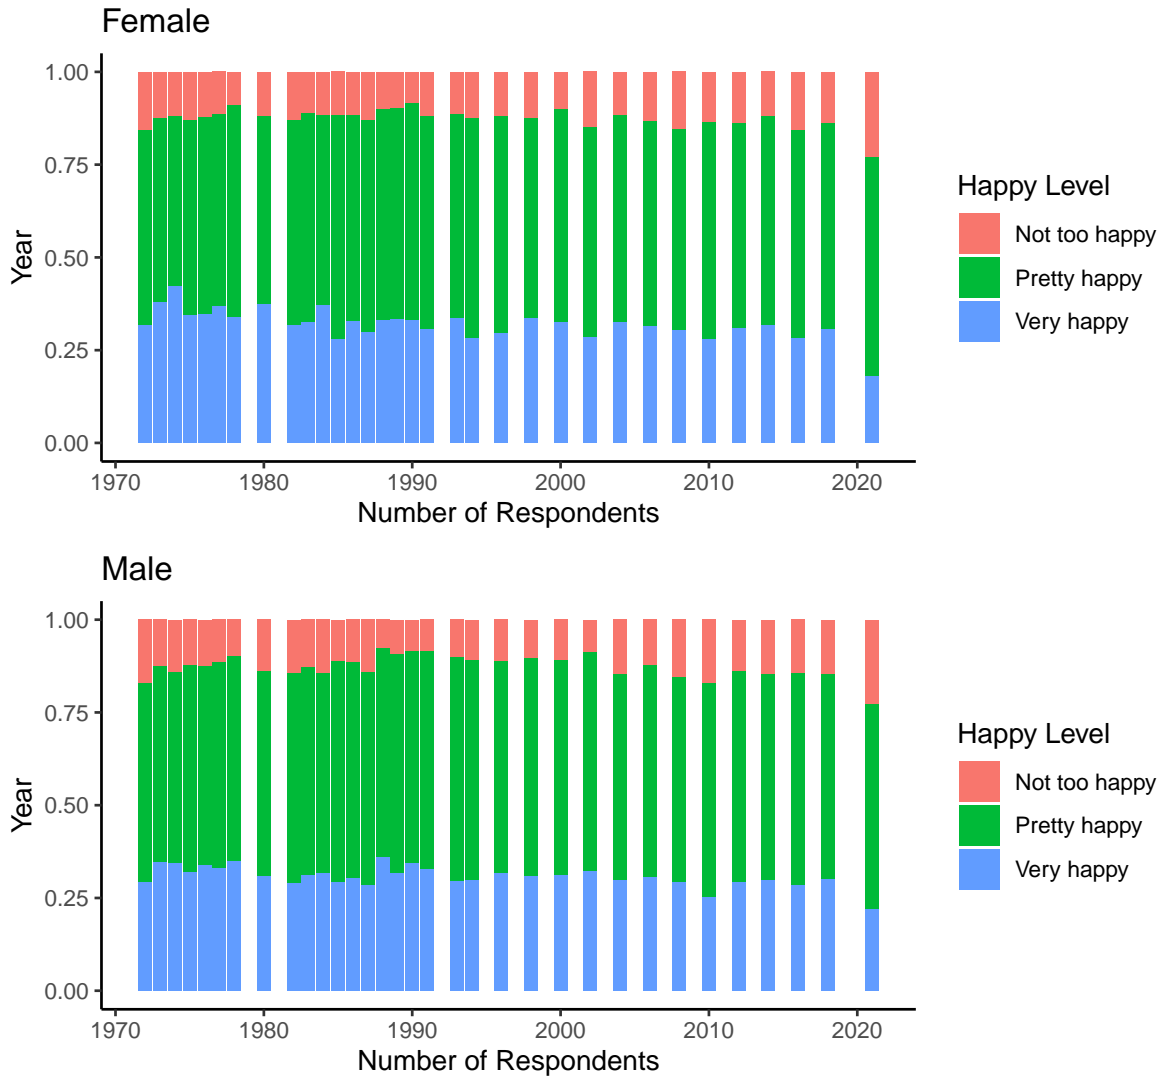 Female
1.00
0.75
0.50
0.25
0.00
Year
1970 1980 1990 2000 2010 2020
Number of Respondents
Happy Level
Not too happy
Pretty happy
Very happy
Male
1.00
0.75
0.50
0.25
0.00
Year
1970 1980 1990 2000 2010 2020
Number of Respondents
Happy Level
Not too happy
Pretty happy
Very happy